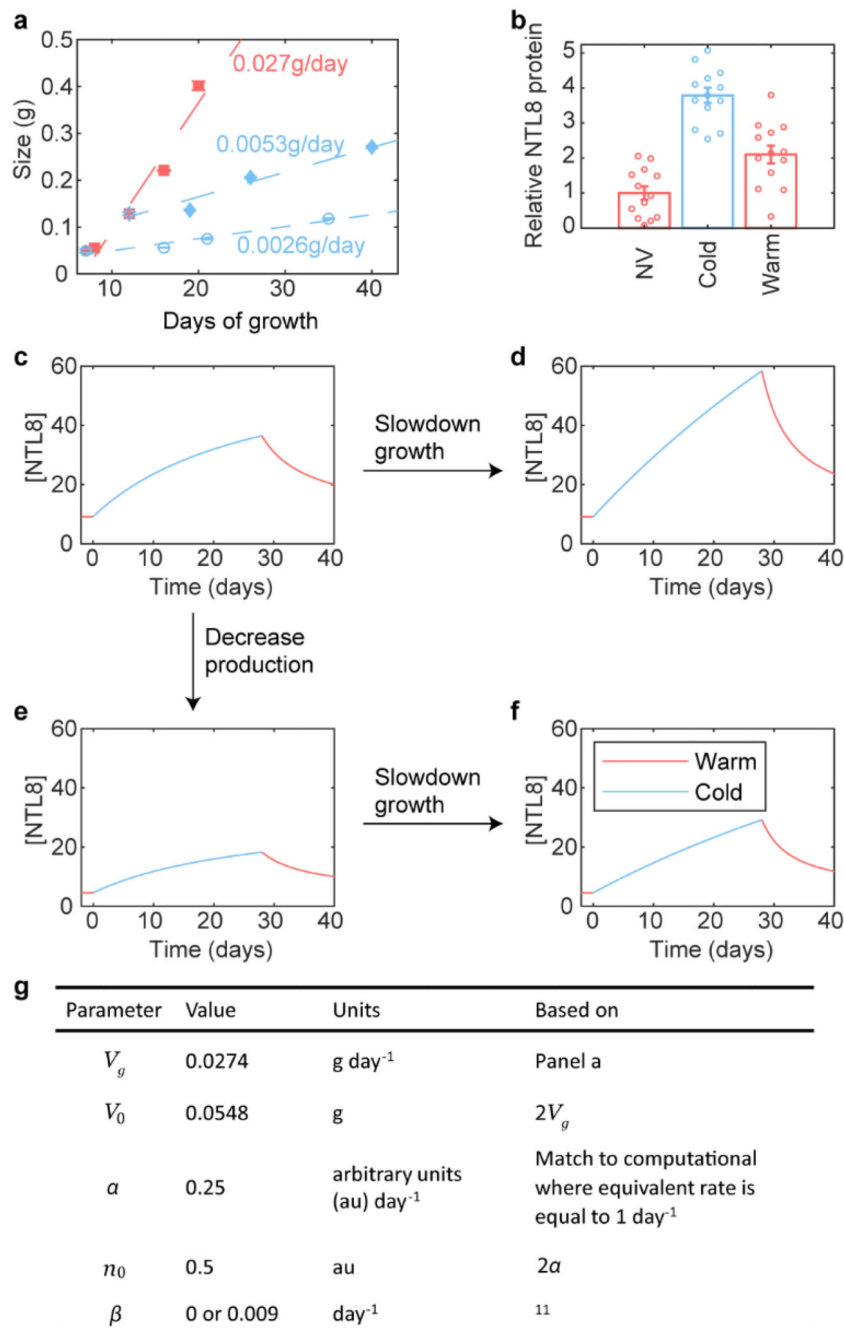 a
0.5
0.4
0.3
0.2
0.1
0
Size (g)
0.027g/day
0.0053g/day
0.0026g/day
10
20
30
40
Days of growth
b
5
4
3
2
1
0
Relative NTL8 protein
NV
Cold
Warm
c
60
40
20
0
[NTL8]
0
10
20
30
40
Time (days)
Slowdown
growth
d
60
40
20
0
[NTL8]
0
10
20
30
40
Time (days)
Decrease
production
e
60
40
20
0
[NTL8]
0
10
20
30
40
Time (days)
Slowdown
growth
f
60
40
20
0
[NTL8]
Warm
Cold
0
10
20
30
40
Time (days)
g
Parameter Value Units Based on
V_g 0.0274 g day⁻¹ Panel a
V_0 0.0548 g 2V_g
α 0.25 arbitrary units (au) day⁻¹ Match to computational where equivalent rate is equal to 1 day⁻¹
n_0 0.5 au 2α
β 0 or 0.009 day⁻¹ ¹¹